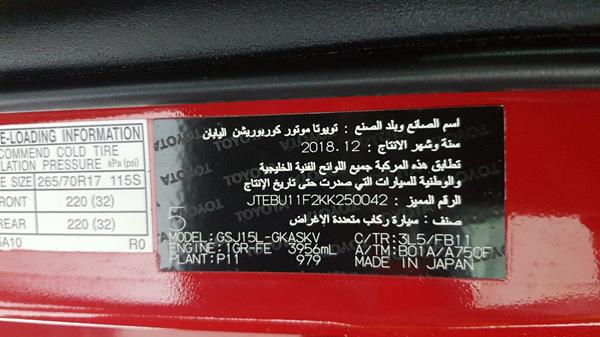 E-LOADING INFORMATION
COMMEND COLD TIRE
LATION PRESSURE kPa(psi)
E SIZE 265/70R17 115S
RONT 220 (32)
REAR 220 (32)
5A10 R0
اسم الصانع وبلد الصنع : تويوتا موتور كوربوريشن اليابان
سنة وشهر الانتاج : 2018.12
تطابق هذه المركبة جميع اللوائح الفنية الخليجية
والوطنية للسيارات التي صدرت حتى تاريخ الإنتاج
الرقم المميز : JTEBU11F2KK250042
صنف : سيارة ركاب متعددة الأغراض
5
MODEL:GSJ15L-GKASKV C/TR:3L5/FB11
ENGINE:1GR-FE 3956mL A/TM:B01A/A750F
PLANT:P11 979 MADE IN JAPAN